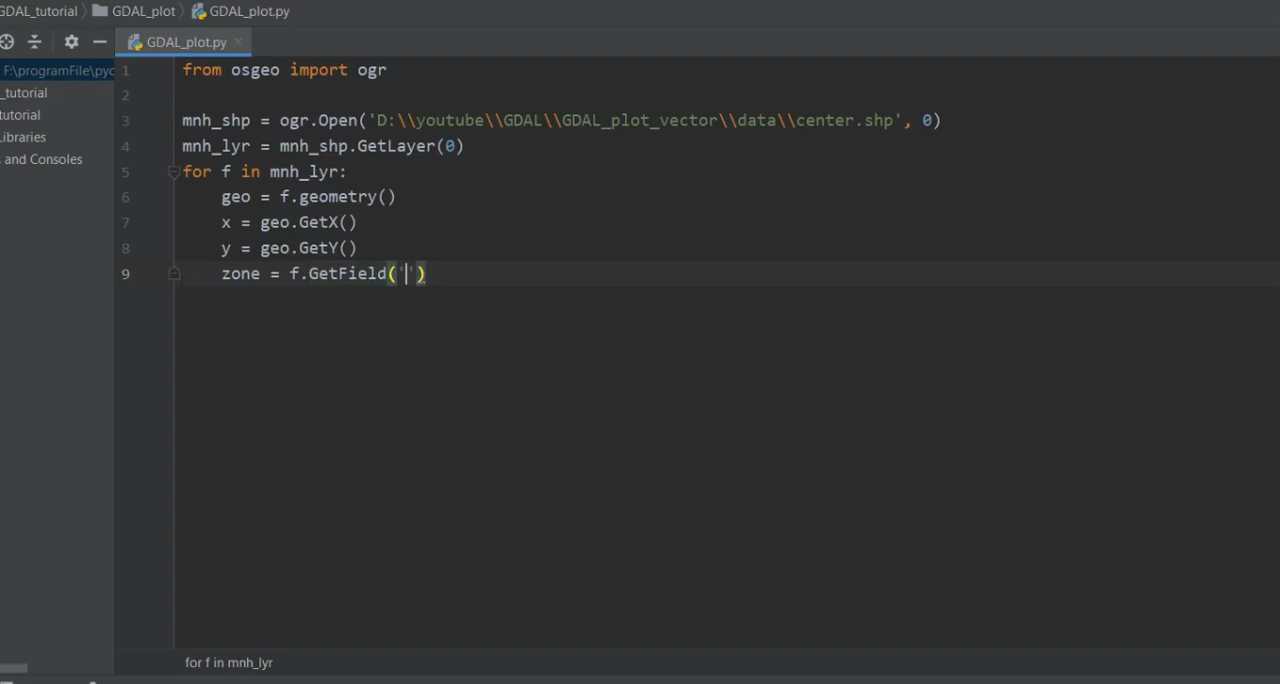 GDAL_tutorial GDAL_plot GDAL_plot.py
GDAL_plot.py
F:\programFile\pyc
_tutorial
tutorial
Libraries
and Consoles
1 from osgeo import ogr
2
3 mnh_shp = ogr.Open('D:\\youtube\\GDAL\\GDAL_plot_vector\\data\\center.shp', 0)
4 mnh_lyr = mnh_shp.GetLayer(0)
5 for f in mnh_lyr:
6 geo = f.geometry()
7 x = geo.GetX()
8 y = geo.GetY()
9 zone = f.GetField('')
for f in mnh_lyr